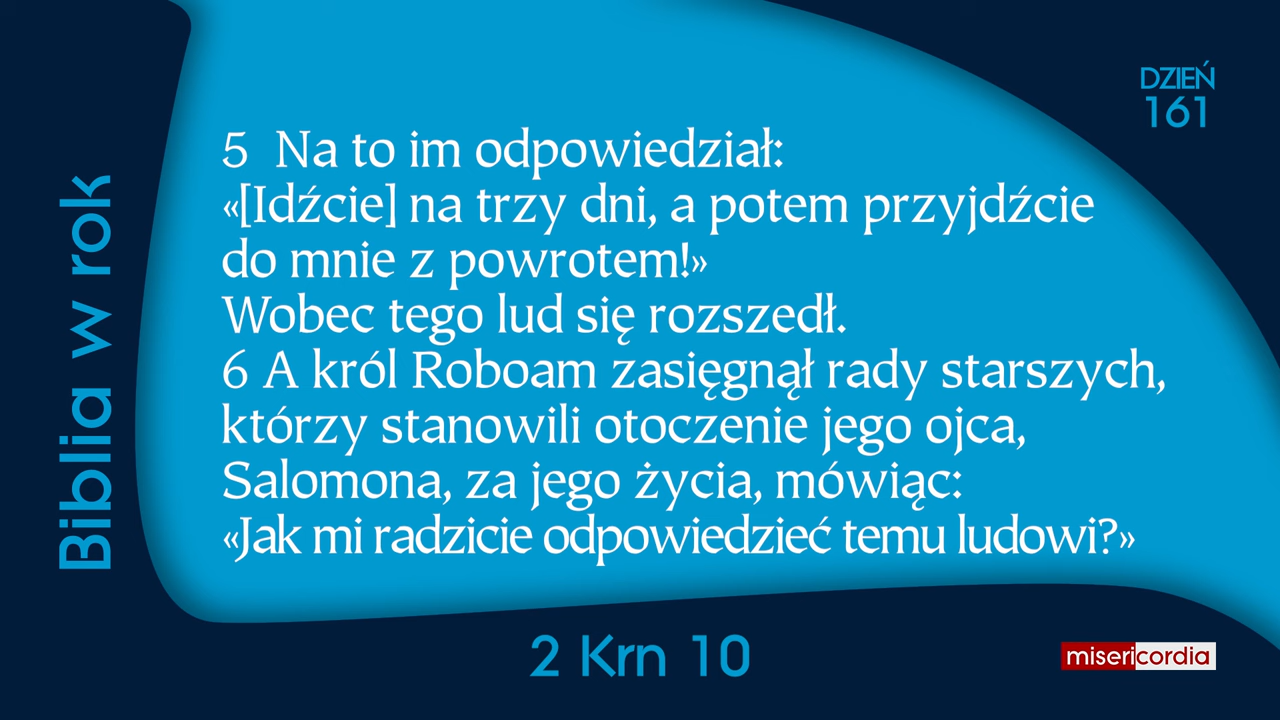 DZIEŃ
161
Biblia w rok
5 Na to im odpowiedział:
«[Idźcie] na trzy dni, a potem przyjdźcie
do mnie z powrotem!»
Wobec tego lud się rozszedł.
6 A król Roboam zasięgnął rady starszych,
którzy stanowili otoczenie jego ojca,
Salomona, za jego życia, mówiąc:
«Jak mi radzicie odpowiedzieć temu ludowi?»
2 Krn 10
misericordia